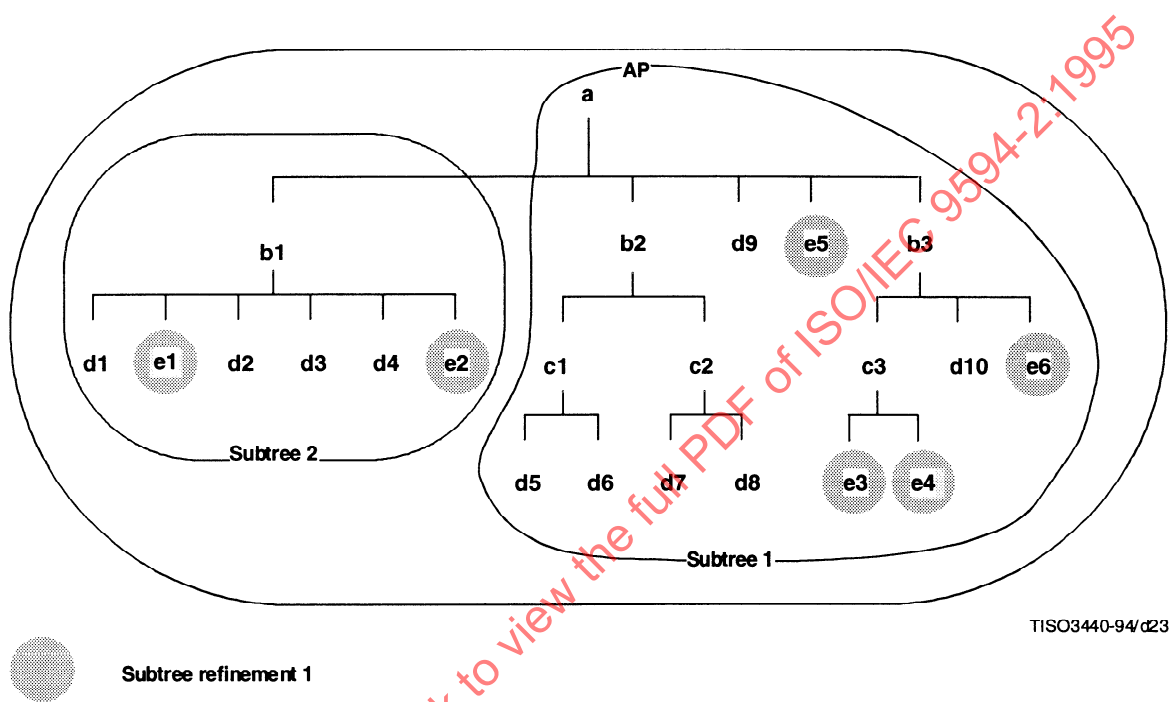 AP
a
b1
b2
d9
e5
b3
d1
e1
d2
d3
d4
e2
c1
c2
c3
d10
e6
d5
d6
d7
d8
e3
e4
Subtree 2
Subtree 1
TISO3440-94/d23
Subtree refinement 1
to view the full PDF of ISO/IEC 9594-2:1995